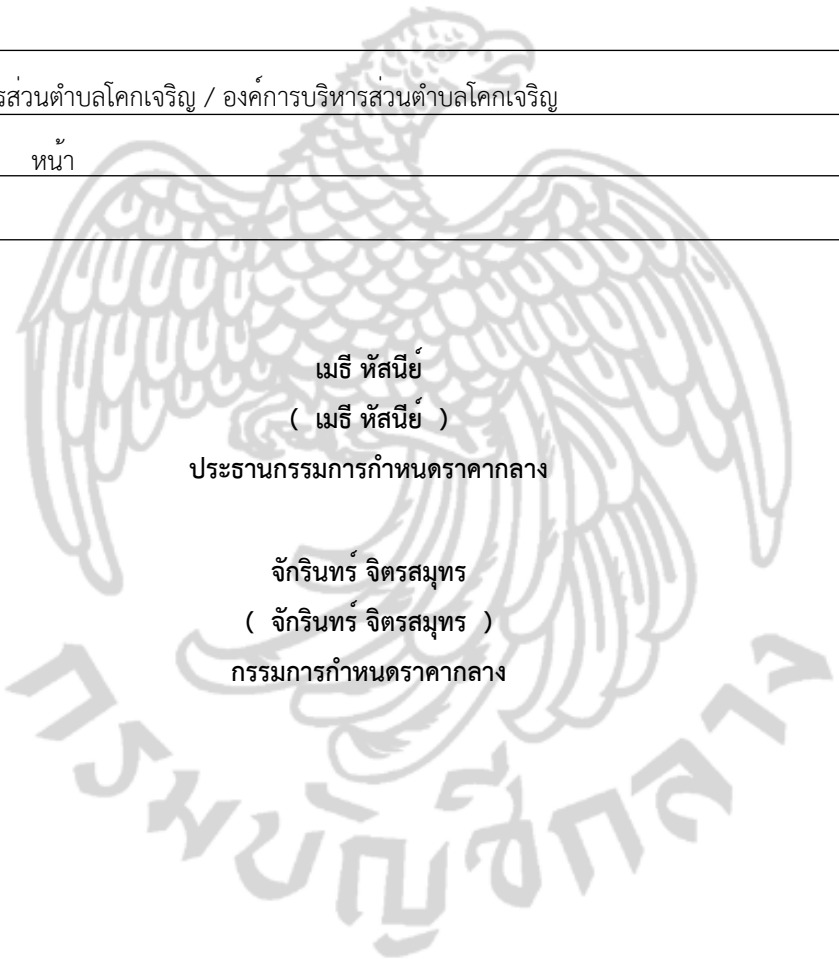 รส่วนตำบลโคกเจริญ / องค์การบริหารส่วนตำบลโคกเจริญ
หน้า
เมธี หัสนีย์
( เมธี หัสนีย์ )
ประธานกรรมการกำหนดราคากลาง
จักรินทร์ จิตรสมุทร
( จักรินทร์ จิตรสมุทร )
กรรมการกำหนดราคากลาง
กรมบัญชีกลาง